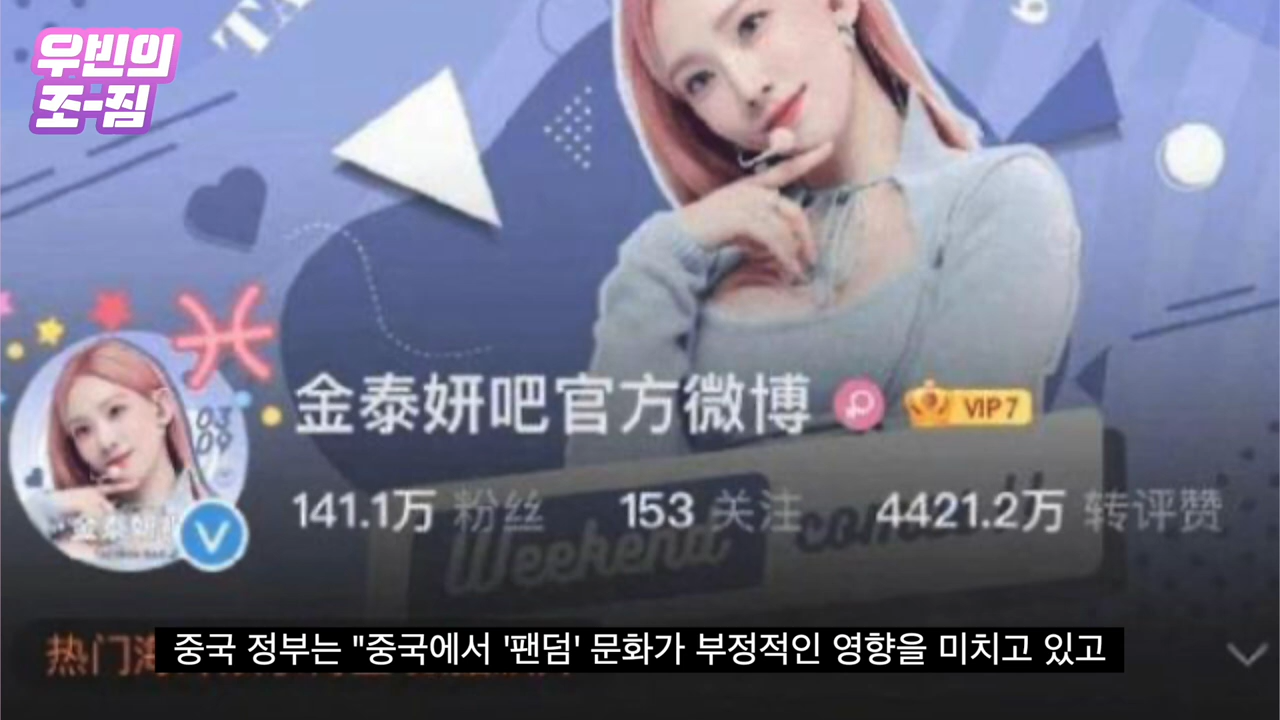 우빈의
조-짐
TA
03
09
金泰妍吧官方微博
VIP 7
141.1万 粉丝 153 关注 4421.2万 转评赞
Weekend
热门
중국 정부는 "중국에서 '팬덤' 문화가 부정적인 영향을 미치고 있고